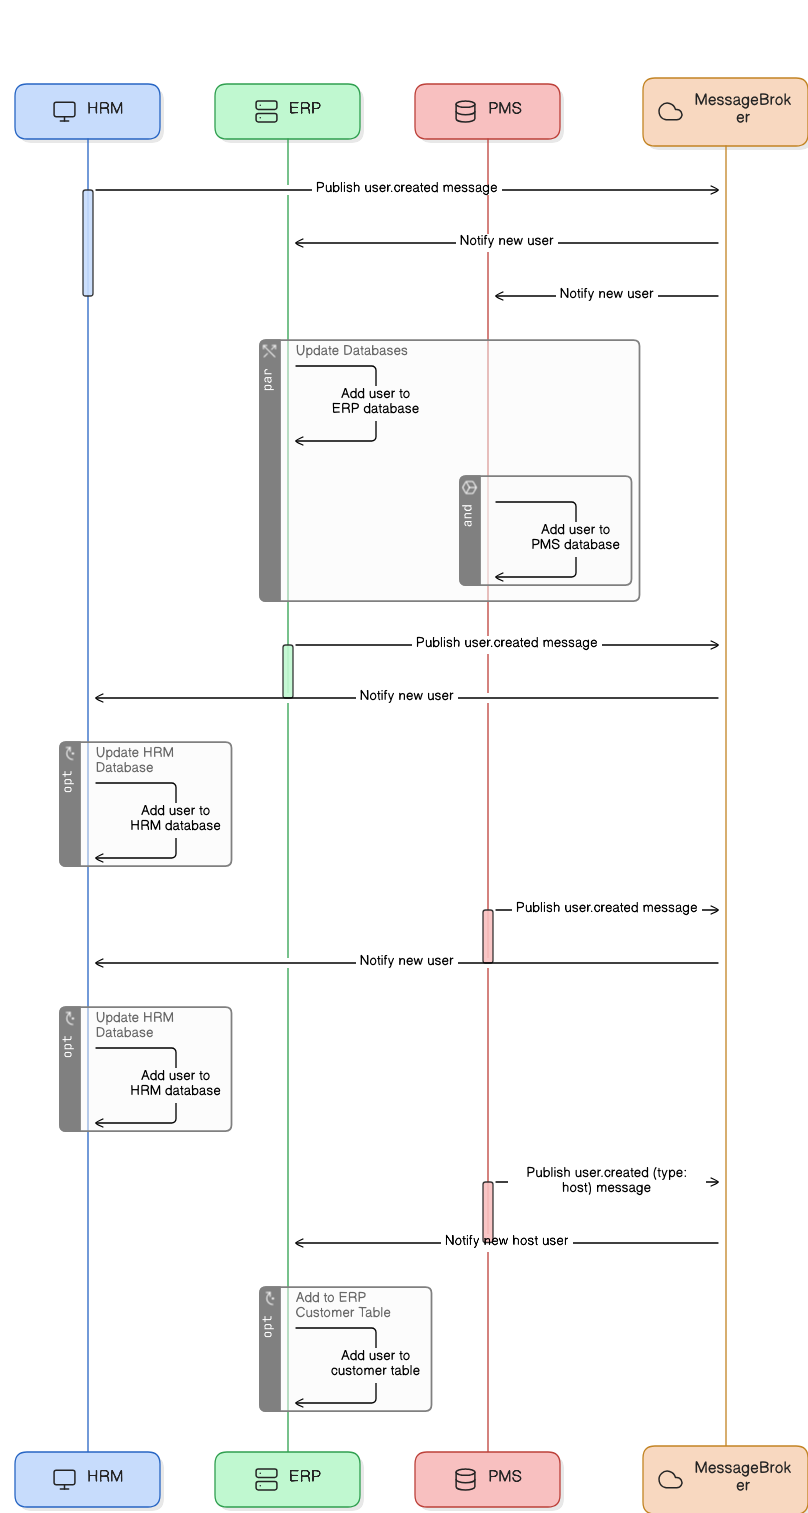 HRM
ERP
PMS
MessageBrok
er
Publish user.created message
Notify new user
Notify new user
par
Update Databases
Add user to
ERP database
and
Add user to
PMS database
Publish user.created message
Notify new user
opt
Update HRM
Database
Add user to
HRM database
Publish user.created message
Notify new user
opt
Update HRM
Database
Add user to
HRM database
Publish user.created (type:
host) message
Notify new host user
opt
Add to ERP
Customer Table
Add user to
customer table
HRM
ERP
PMS
MessageBrok
er